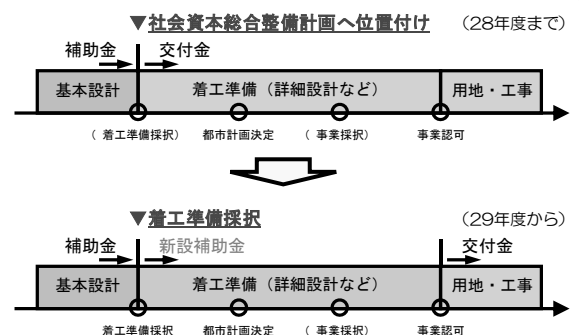 ▼社会資本総合整備計画へ位置付け （28年度まで）
補助金 交付金
基本設計 着工準備（詳細設計など） 用地・工事
（ 着工準備採択） 都市計画決定 （ 事業採択） 事業認可
▼着工準備採択 （29年度から）
補助金 新設補助金 交付金
基本設計 着工準備（詳細設計など） 用地・工事
着工準備採択 都市計画決定 （ 事業採択） 事業認可